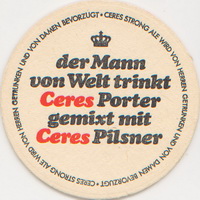 CERES STRONG ALE WIRD VON HERREN GETRUNKEN UND VON DAMEN BEVORZUGT •
CERES STRONG ALE WIRD VON HERREN GETRUNKEN UND VON DAMEN BEVORZUGT •
der Mann
von Welt trinkt
Ceres Porter
gemixt mit
Ceres Pilsner